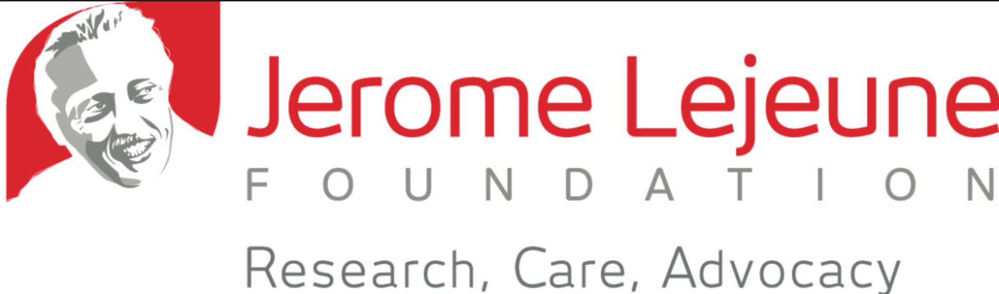 Jerome Lejeune
FOUNDATION
Research, Care, Advocacy